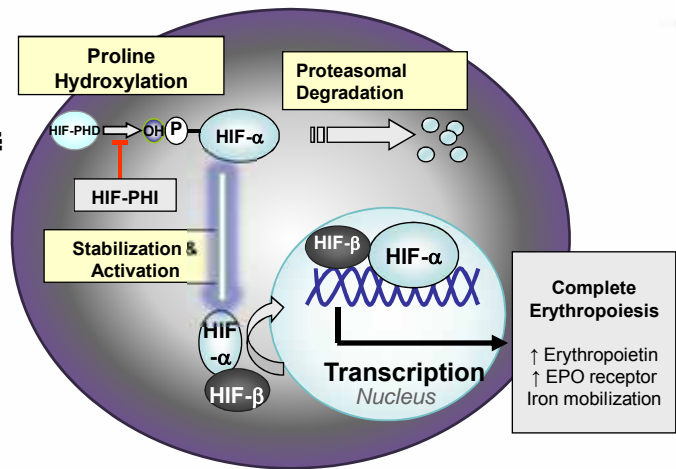 Proline
Hydroxylation
Proteasomal
Degradation
HIF-PHD
OH
P
HIF-α
HIF-PHI
Stabilization &
Activation
HIF-β
HIF-α
HIF
-α
HIF-β
Transcription
Nucleus
Complete
Erythropoiesis
↑ Erythropoietin
↑ EPO receptor
Iron mobilization